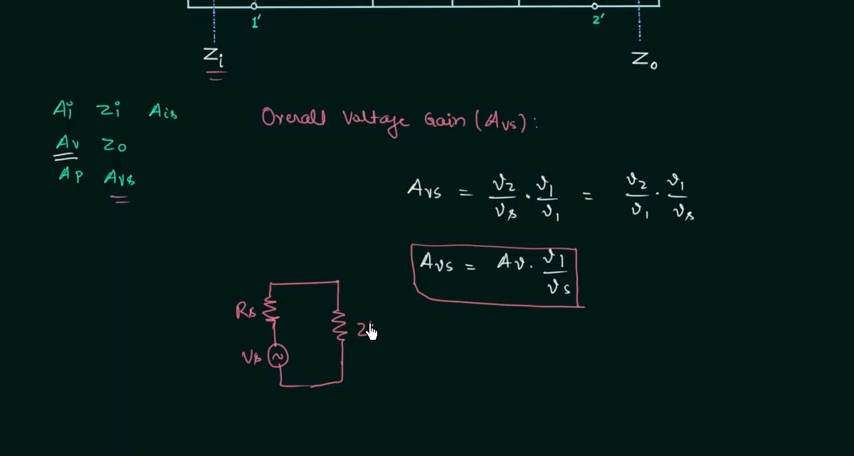 1' 2'
Zi Zo
Ai Zi Ais
Av Zo
Ap Avs
Overall Voltage Gain (Avs):
Avs = v2/vs · v1/v1 = v2/v1 · v1/vs
Avs = Av · v1/vs
Rs
Vs